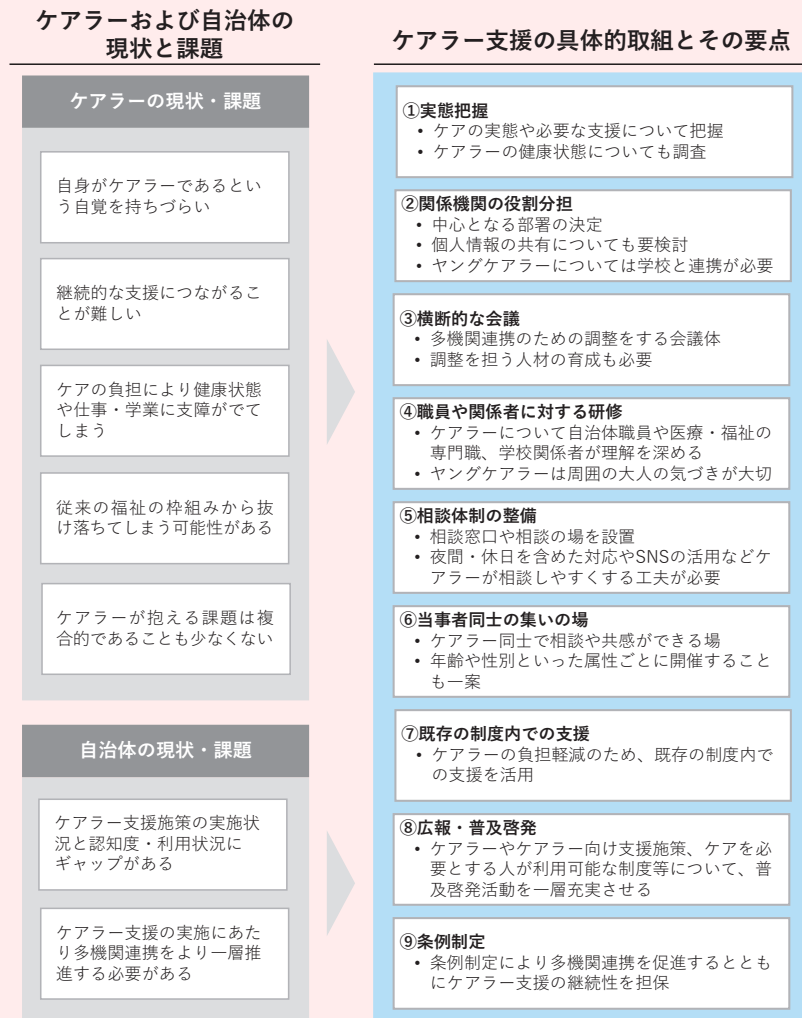 ケアラーおよび自治体の
現状と課題
ケアラーの現状・課題
自身がケアラーであるとい
う自覚を持ちづらい
継続的な支援につながるこ
とが難しい
ケアの負担により健康状態
や仕事・学業に支障がでて
しまう
従来の福祉の枠組みから抜
け落ちてしまう可能性がある
ケアラーが抱える課題は複
合的であることも少なくない
自治体の現状・課題
ケアラー支援施策の実施状
況と認知度・利用状況に
ギャップがある
ケアラー支援の実施にあた
り多機関連携をより一層推
進する必要がある
ケアラー支援の具体的取組とその要点
①実態把握
• ケアの実態や必要な支援について把握
• ケアラーの健康状態についても調査
②関係機関の役割分担
• 中心となる部署の決定
• 個人情報の共有についても要検討
• ヤングケアラーについては学校と連携が必要
③横断的な会議
• 多機関連携のための調整をする会議体
• 調整を担う人材の育成も必要
④職員や関係者に対する研修
• ケアラーについて自治体職員や医療・福祉の
専門職、学校関係者が理解を深める
• ヤングケアラーは周囲の大人の気づきが大切
⑤相談体制の整備
• 相談窓口や相談の場を設置
• 夜間・休日を含めた対応やSNSの活用などケ
アラーが相談しやすくする工夫が必要
⑥当事者同士の集いの場
• ケアラー同士で相談や共感ができる場
• 年齢や性別といった属性ごとに開催すること
も一案
⑦既存の制度内での支援
• ケアラーの負担軽減のため、既存の制度内で
の支援を活用
⑧広報・普及啓発
• ケアラーやケアラー向け支援施策、ケアを必
要とする人が利用可能な制度等について、普
及啓発活動を一層充実させる
⑨条例制定
• 条例制定により多機関連携を促進するととも
にケアラー支援の継続性を担保